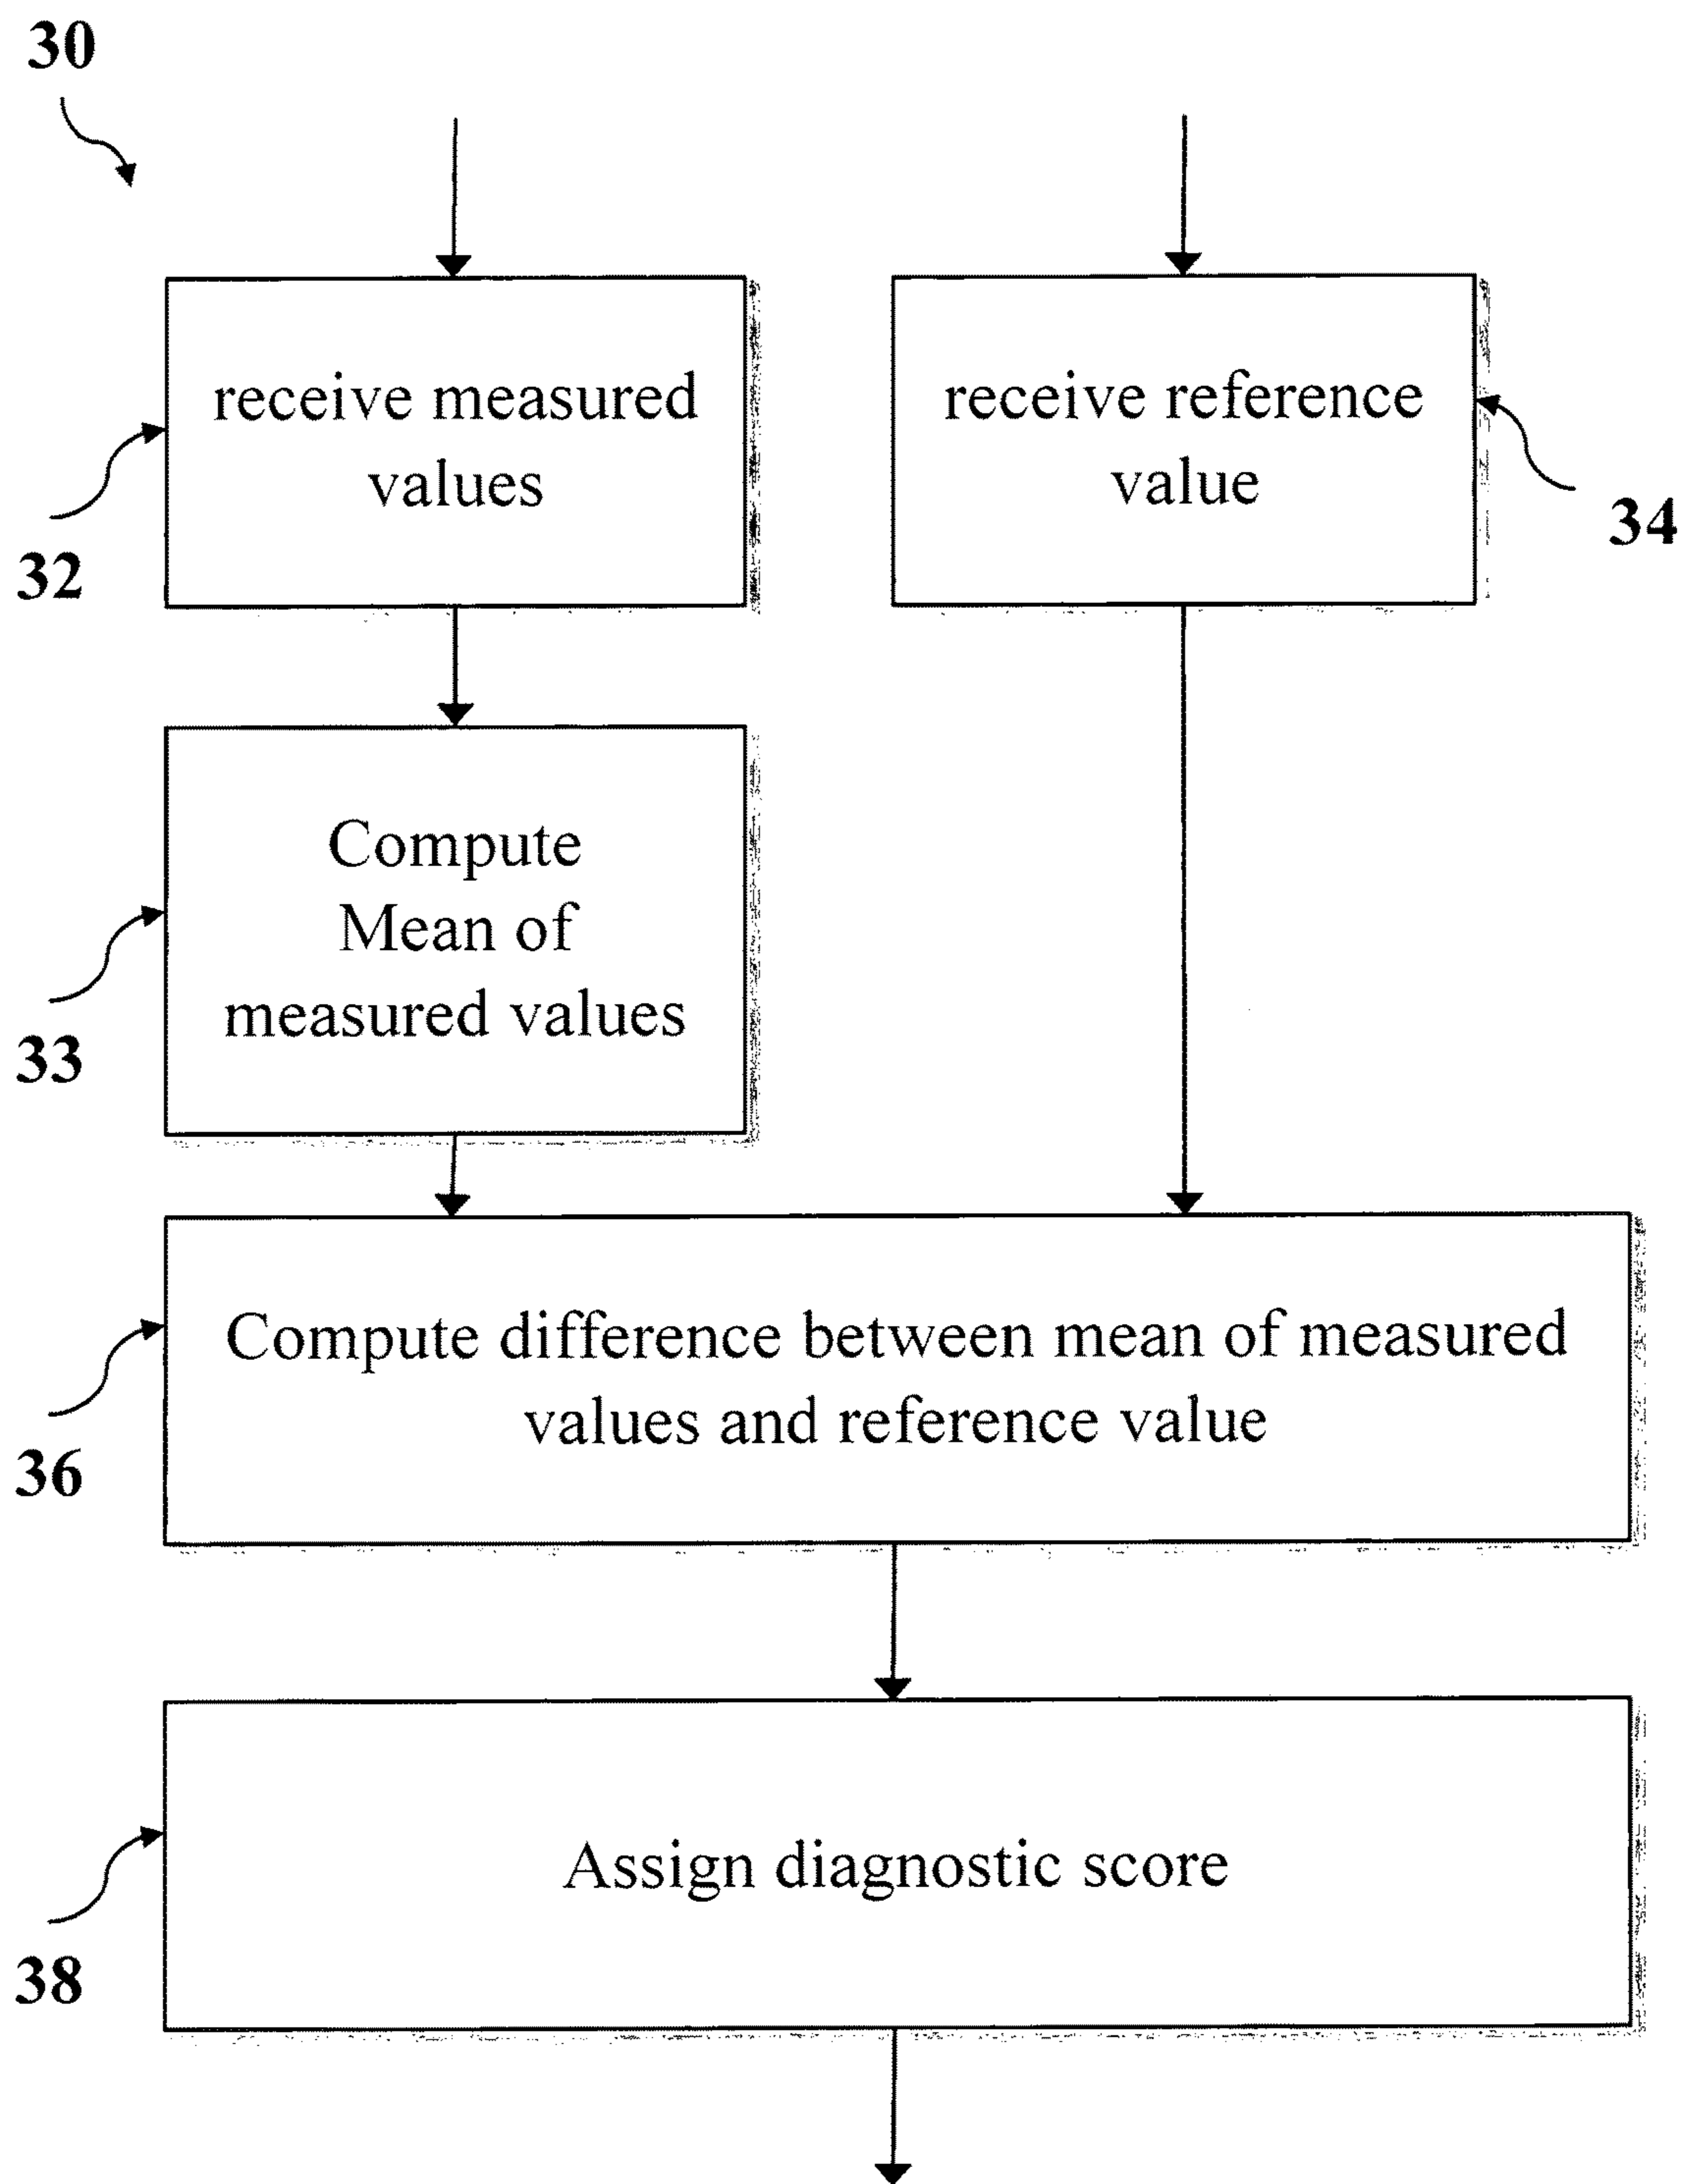 30
receive measured
values
32
receive reference
value
34
Compute
Mean of
measured values
33
Compute difference between mean of measured
values and reference value
36
Assign diagnostic score
38